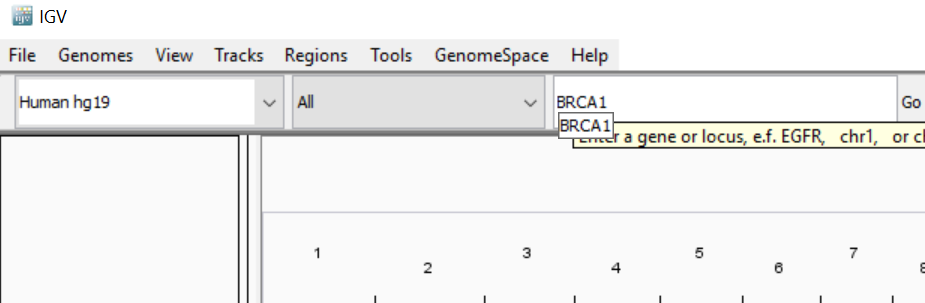 IGV
File Genomes View Tracks Regions Tools GenomeSpace Help
Human hg19 All BRCA1 Go
BRCA1
Enter a gene or locus, e.f. EGFR, chr1, or
1 2 3 4 5 6 7 8